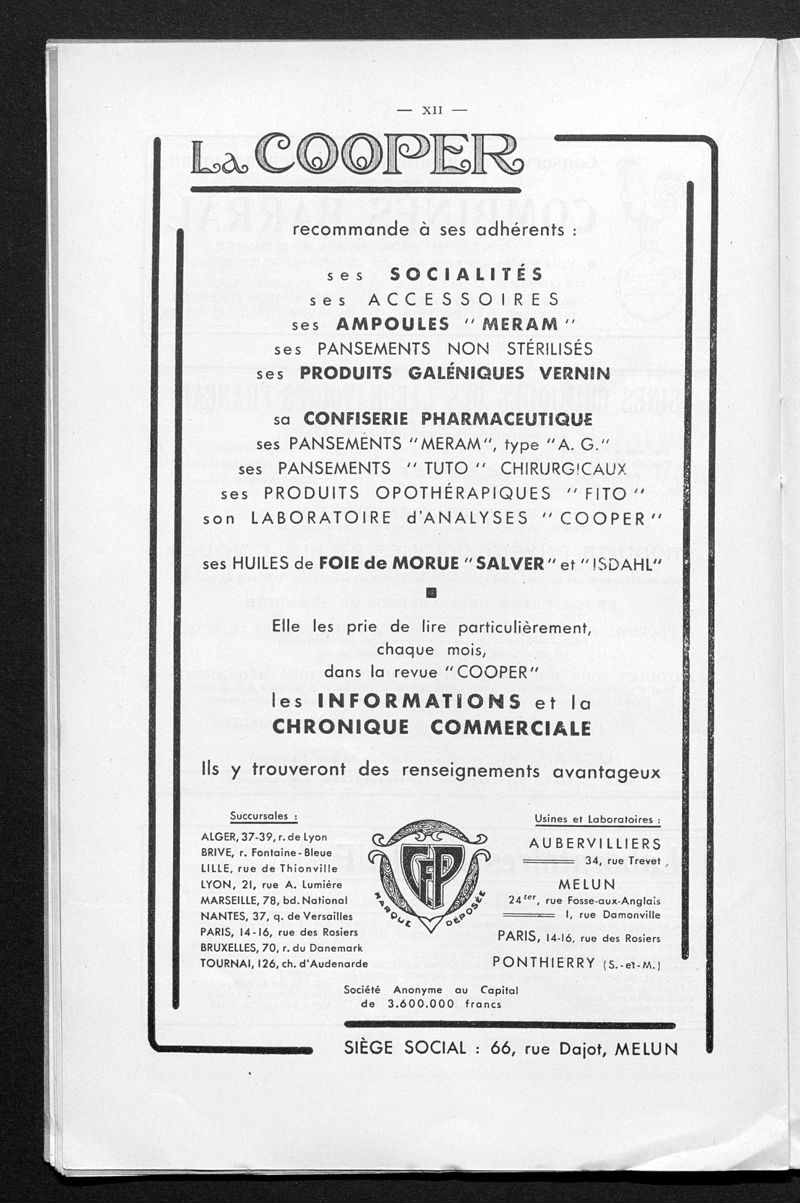 — XII —
La COOPER
recommande à ses adhérents :
ses SOCIALITÉS
ses ACCESSOIRES
ses AMPOULES "MERAM"
ses PANSEMENTS NON STÉRILISÉS
ses PRODUITS GALÉNIQUES VERNIN
sa CONFISERIE PHARMACEUTIQUE
ses PANSEMENTS "MERAM", type "A. G."
ses PANSEMENTS "TUTO" CHIRURGICAUX
ses PRODUITS OPOTHÉRAPIQUES "FITO"
son LABORATOIRE d'ANALYSES "COOPER"
ses HUILES de FOIE de MORUE "SALVER" et "ISDAHL"
Elle les prie de lire particulièrement,
chaque mois,
dans la revue "COOPER"
les INFORMATIONS et la
CHRONIQUE COMMERCIALE
Ils y trouveront des renseignements avantageux
Succursales :
ALGER, 37-39, r. de Lyon
BRIVE, r. Fontaine-Bleue
LILLE, rue de Thionville
LYON, 21, rue A. Lumière
MARSEILLE, 78, bd. National
NANTES, 37, q. de Versailles
PARIS, 14-16, rue des Rosiers
BRUXELLES, 70, r. du Danemark
TOURNAI, 126, ch. d'Audenarde
CFP
MARQUE DÉPOSÉE
Usines et Laboratoires :
AUBERVILLIERS
34, rue Trevet
MELUN
24ter, rue Fosse-aux-Anglais
1, rue Damonville
PARIS, 14-16, rue des Rosiers
PONTHIERRY (S.-et-M.)
Société Anonyme au Capital
de 3.600.000 francs
SIÈGE SOCIAL : 66, rue Dajot, MELUN